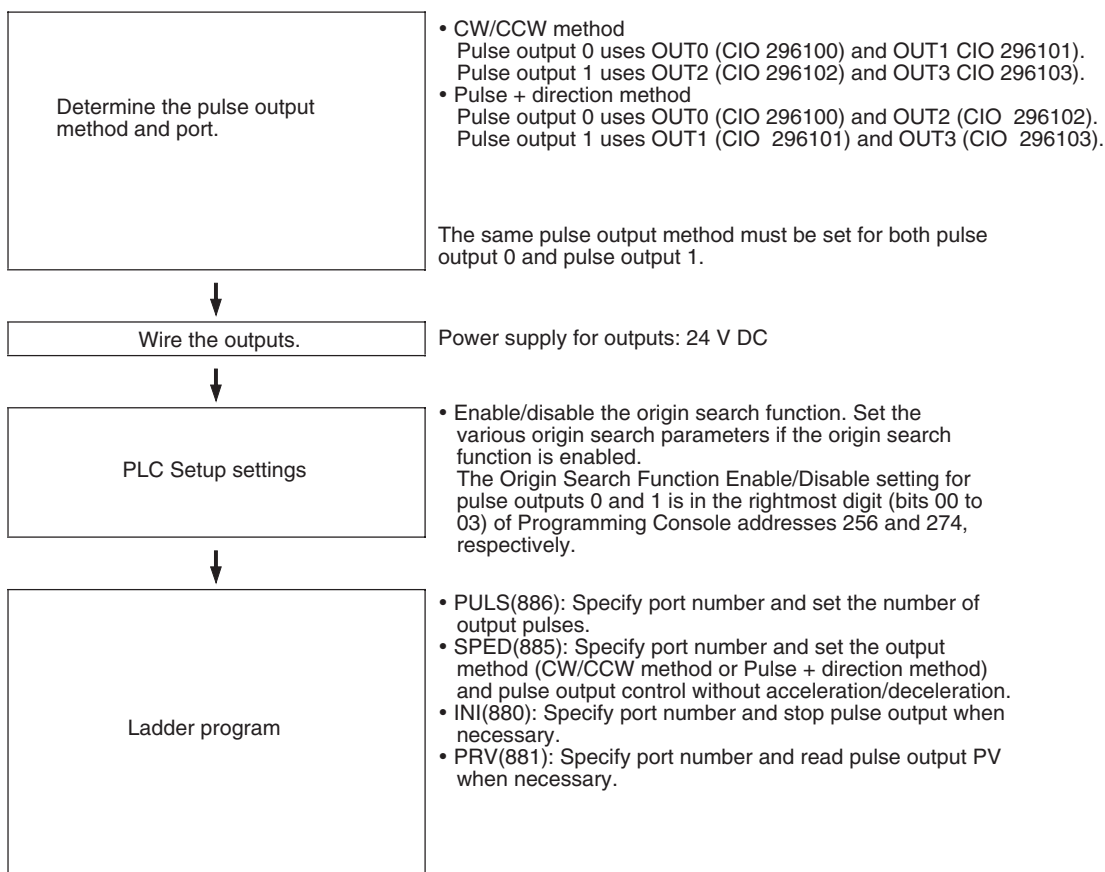 Determine the pulse output
method and port.
• CW/CCW method
Pulse output 0 uses OUT0 (CIO 296100) and OUT1 CIO 296101).
Pulse output 1 uses OUT2 (CIO 296102) and OUT3 CIO 296103).
• Pulse + direction method
Pulse output 0 uses OUT0 (CIO 296100) and OUT2 (CIO 296102).
Pulse output 1 uses OUT1 (CIO 296101) and OUT3 (CIO 296103).
The same pulse output method must be set for both pulse
output 0 and pulse output 1.
Wire the outputs.
Power supply for outputs: 24 V DC
PLC Setup settings
• Enable/disable the origin search function. Set the
various origin search parameters if the origin search
function is enabled.
The Origin Search Function Enable/Disable setting for
pulse outputs 0 and 1 is in the rightmost digit (bits 00 to
03) of Programming Console addresses 256 and 274,
respectively.
Ladder program
• PULS(886): Specify port number and set the number of
output pulses.
• SPED(885): Specify port number and set the output
method (CW/CCW method or Pulse + direction method)
and pulse output control without acceleration/deceleration.
• INI(880): Specify port number and stop pulse output when
necessary.
• PRV(881): Specify port number and read pulse output PV
when necessary.